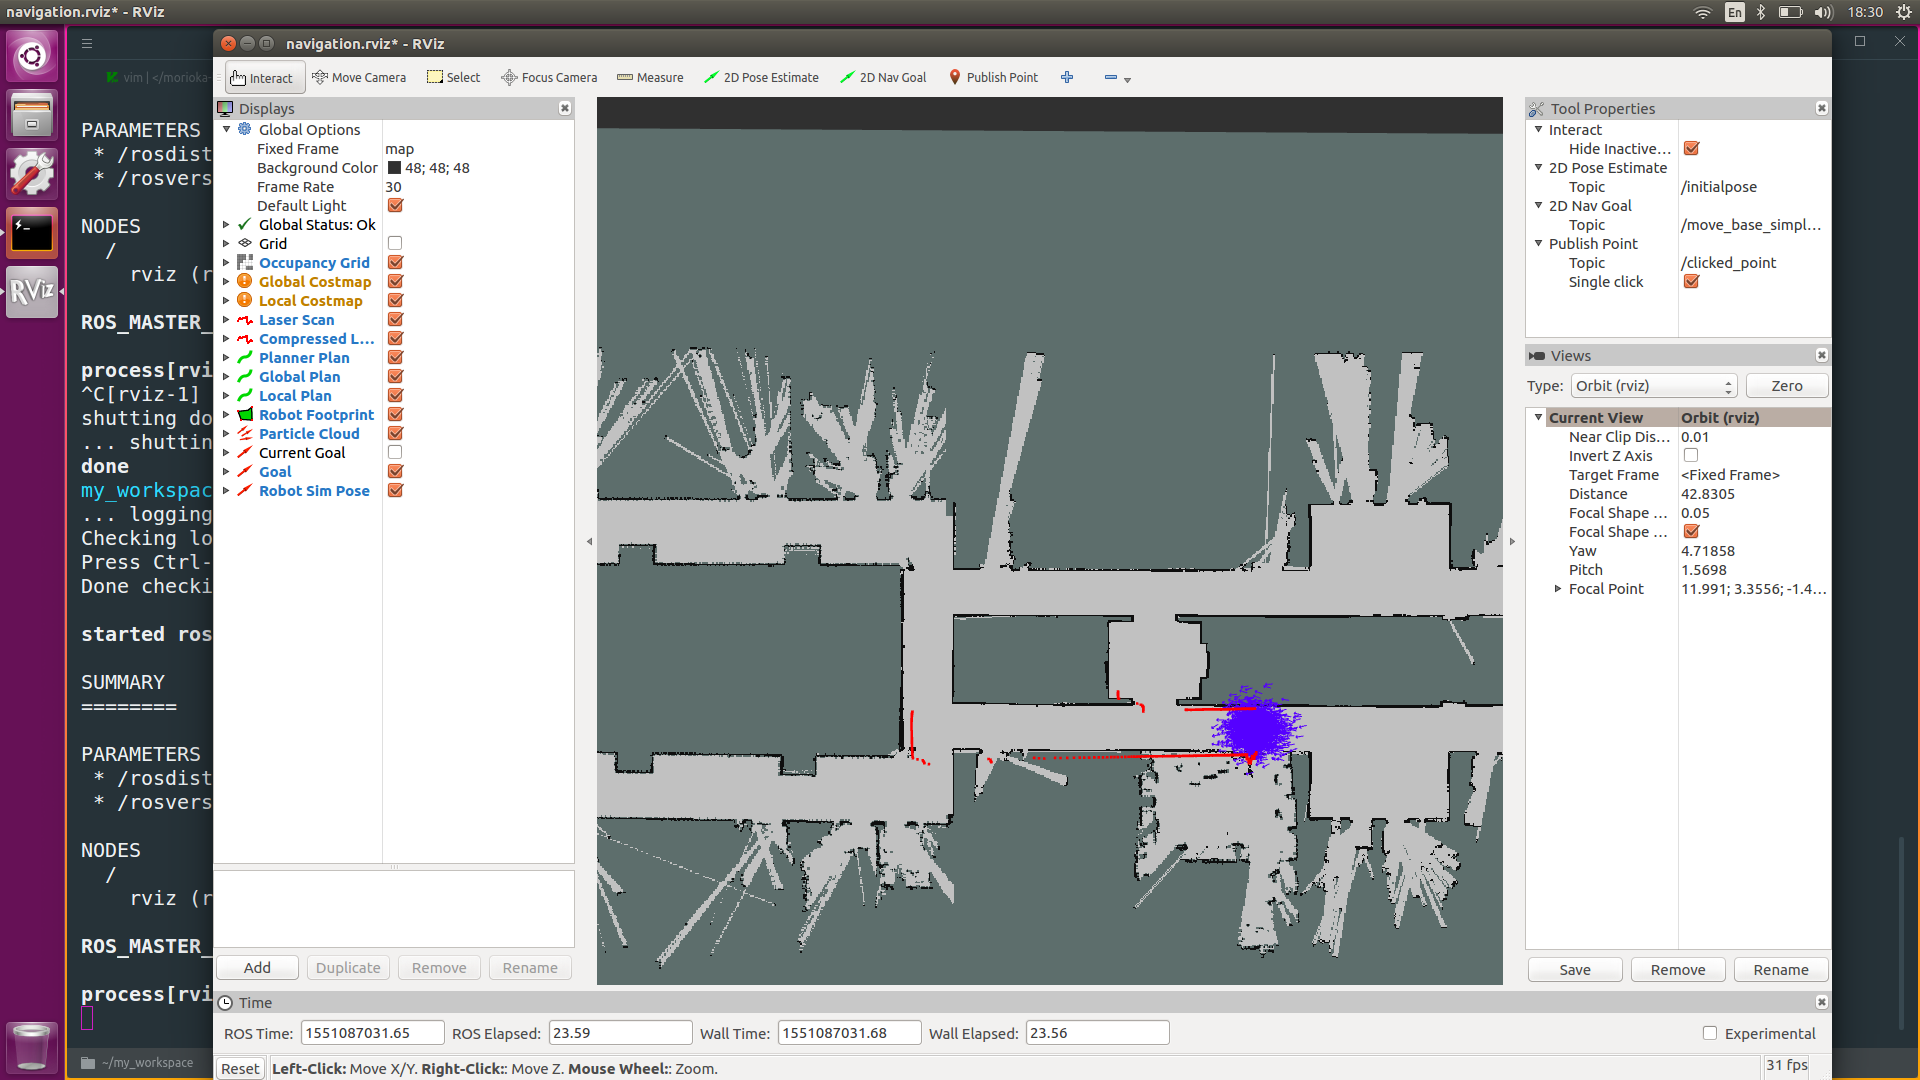 navigation.rviz* - RViz
En
18:30
vim | </morioka-
PARAMETERS
* /rosdist
* /rosvers
NODES
/
rviz (r
ROS_MASTER_
process[rvi
^C[rviz-1]
shutting do
... shuttin
done
my_workspac
... logging
Checking lo
Press Ctrl-
Done checki
started ros
SUMMARY
========
PARAMETERS
* /rosdist
* /rosvers
NODES
/
rviz (r
ROS_MASTER_
process[rvi
~/my_workspace
RViz
navigation.rviz* - RViz
Interact
Move Camera
Select
Focus Camera
Measure
2D Pose Estimate
2D Nav Goal
Publish Point
Displays
Global Options
Fixed Frame map
Background Color 48; 48; 48
Frame Rate 30
Default Light
Global Status: Ok
Grid
Occupancy Grid
Global Costmap
Local Costmap
Laser Scan
Compressed L...
Planner Plan
Global Plan
Local Plan
Robot Footprint
Particle Cloud
Current Goal
Goal
Robot Sim Pose
Add
Duplicate
Remove
Rename
Tool Properties
Interact
Hide Inactive...
2D Pose Estimate
Topic /initialpose
2D Nav Goal
Topic /move_base_simpl...
Publish Point
Topic /clicked_point
Single click
Views
Type: Orbit (rviz) Zero
Current View Orbit (rviz)
Near Clip Dis... 0.01
Invert Z Axis
Target Frame <Fixed Frame>
Distance 42.8305
Focal Shape ... 0.05
Focal Shape ...
Yaw 4.71858
Pitch 1.5698
Focal Point 11.991; 3.3556; -1.4...
Save
Remove
Rename
Time
ROS Time: 1551087031.65 ROS Elapsed: 23.59 Wall Time: 1551087031.68 Wall Elapsed: 23.56 Experimental
Reset Left-Click: Move X/Y. Right-Click:: Move Z. Mouse Wheel:: Zoom. 31 fps